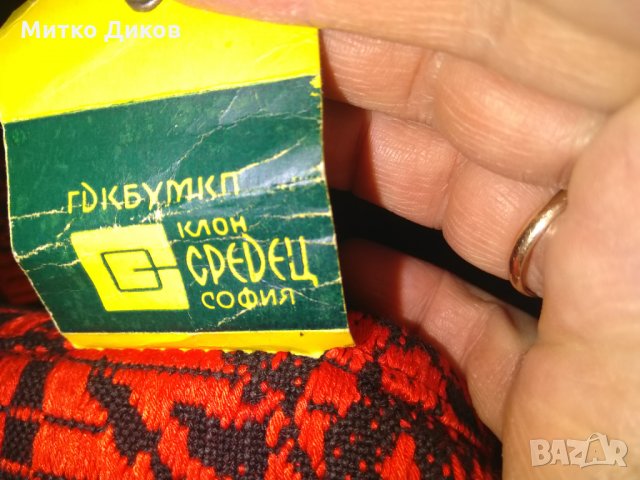 Митко Диков
ГДКБУМКП
КЛОН
СРЕДЕЦ
СОФИЯ
BAZAR